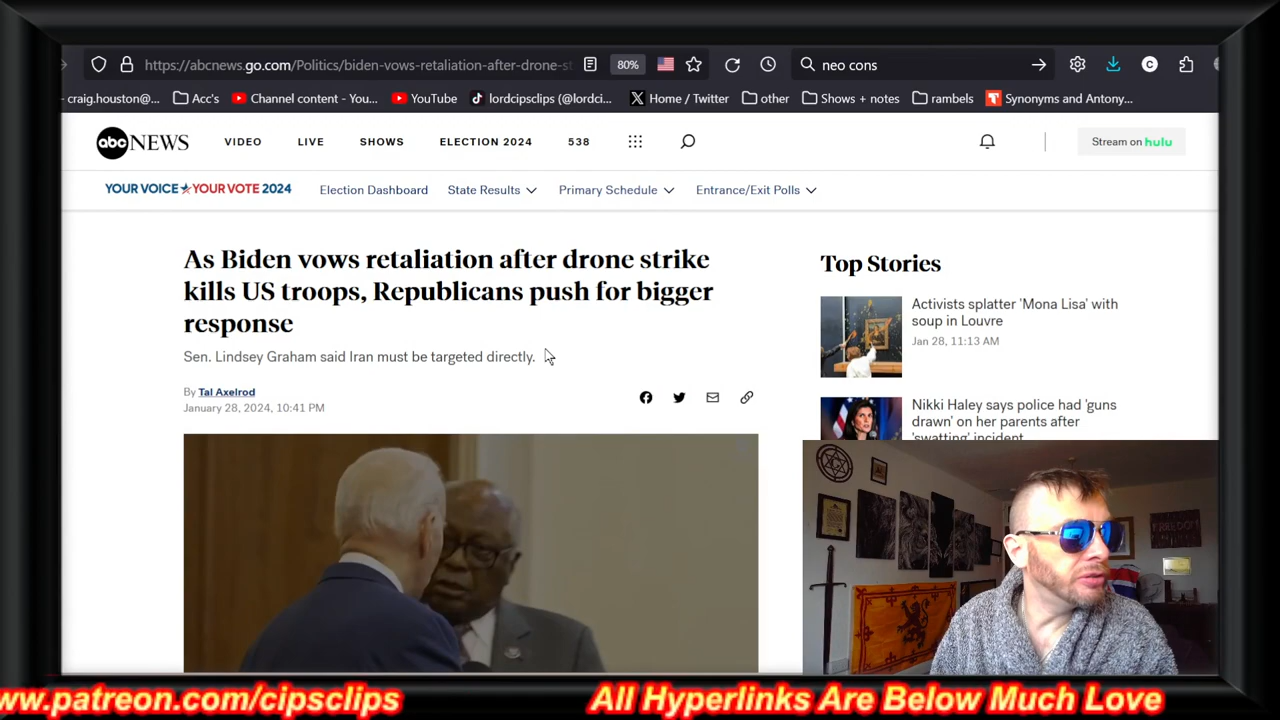 https://abcnews.go.com/Politics/biden-vows-retaliation-after-drone-st
80%
neo cons
craig.houston@...
Acc's
Channel content - You...
YouTube
lordcipsclips (@lordci...
Home / Twitter
other
Shows + notes
rambels
Synonyms and Antony...
abc NEWS
VIDEO
LIVE
SHOWS
ELECTION 2024
538
Stream on hulu
YOUR VOICE YOUR VOTE 2024
Election Dashboard
State Results
Primary Schedule
Entrance/Exit Polls
As Biden vows retaliation after drone strike
kills US troops, Republicans push for bigger
response
Sen. Lindsey Graham said Iran must be targeted directly.
By Tal Axelrod
January 28, 2024, 10:41 PM
Top Stories
Activists splatter 'Mona Lisa' with
soup in Louvre
Jan 28, 11:13 AM
Nikki Haley says police had 'guns
drawn' on her parents after
'swatting' incident
FREEDOM
ww.patreon.com/cipsclips
All Hyperlinks Are Below Much Love